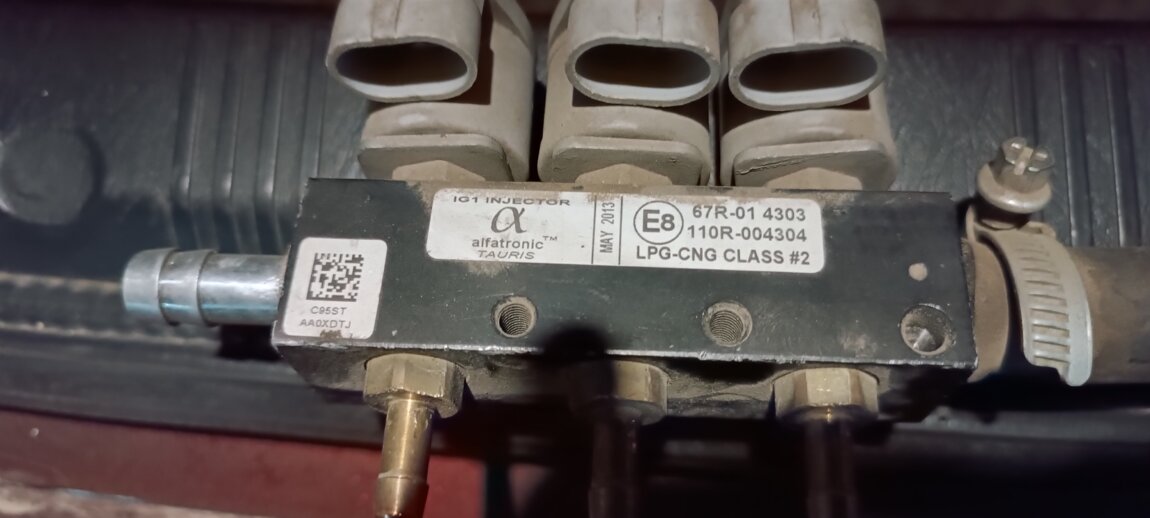 IG1 INJECTOR
α
alfatronic™
TAURIS
MAY 2013
E8
67R-01 4303
110R-004304
LPG-CNG CLASS #2
C95ST
AA0XDTJ